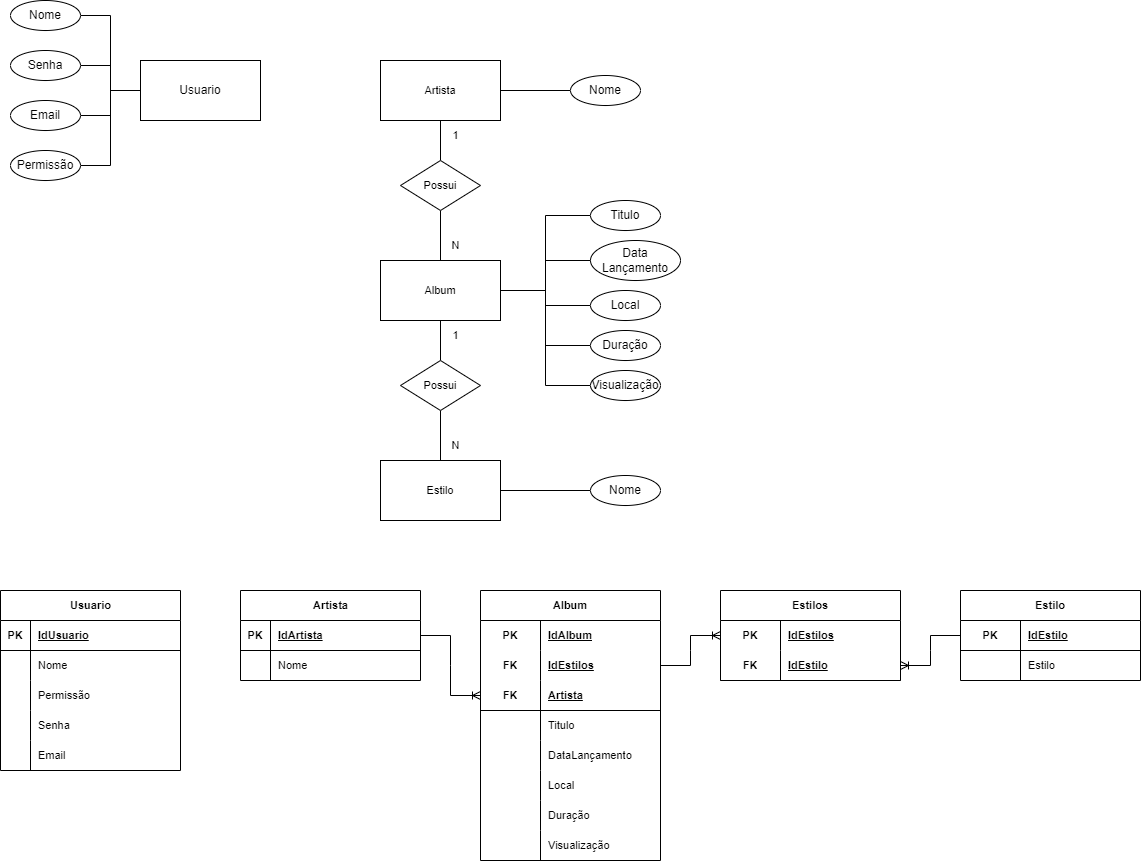 Nome
Senha
Email
Permissão
Usuario
Artista
Nome
1
Possui
N
Album
Titulo
Data
Lançamento
Local
Duração
Visualização
1
Possui
N
Estilo
Nome
Usuario
PK IdUsuario
Nome
Permissão
Senha
Email
Artista
PK IdArtista
Nome
Album
PK IdAlbum
FK IdEstilos
FK Artista
Titulo
DataLançamento
Local
Duração
Visualização
Estilos
PK IdEstilos
FK IdEstilo
Estilo
PK IdEstilo
Estilo